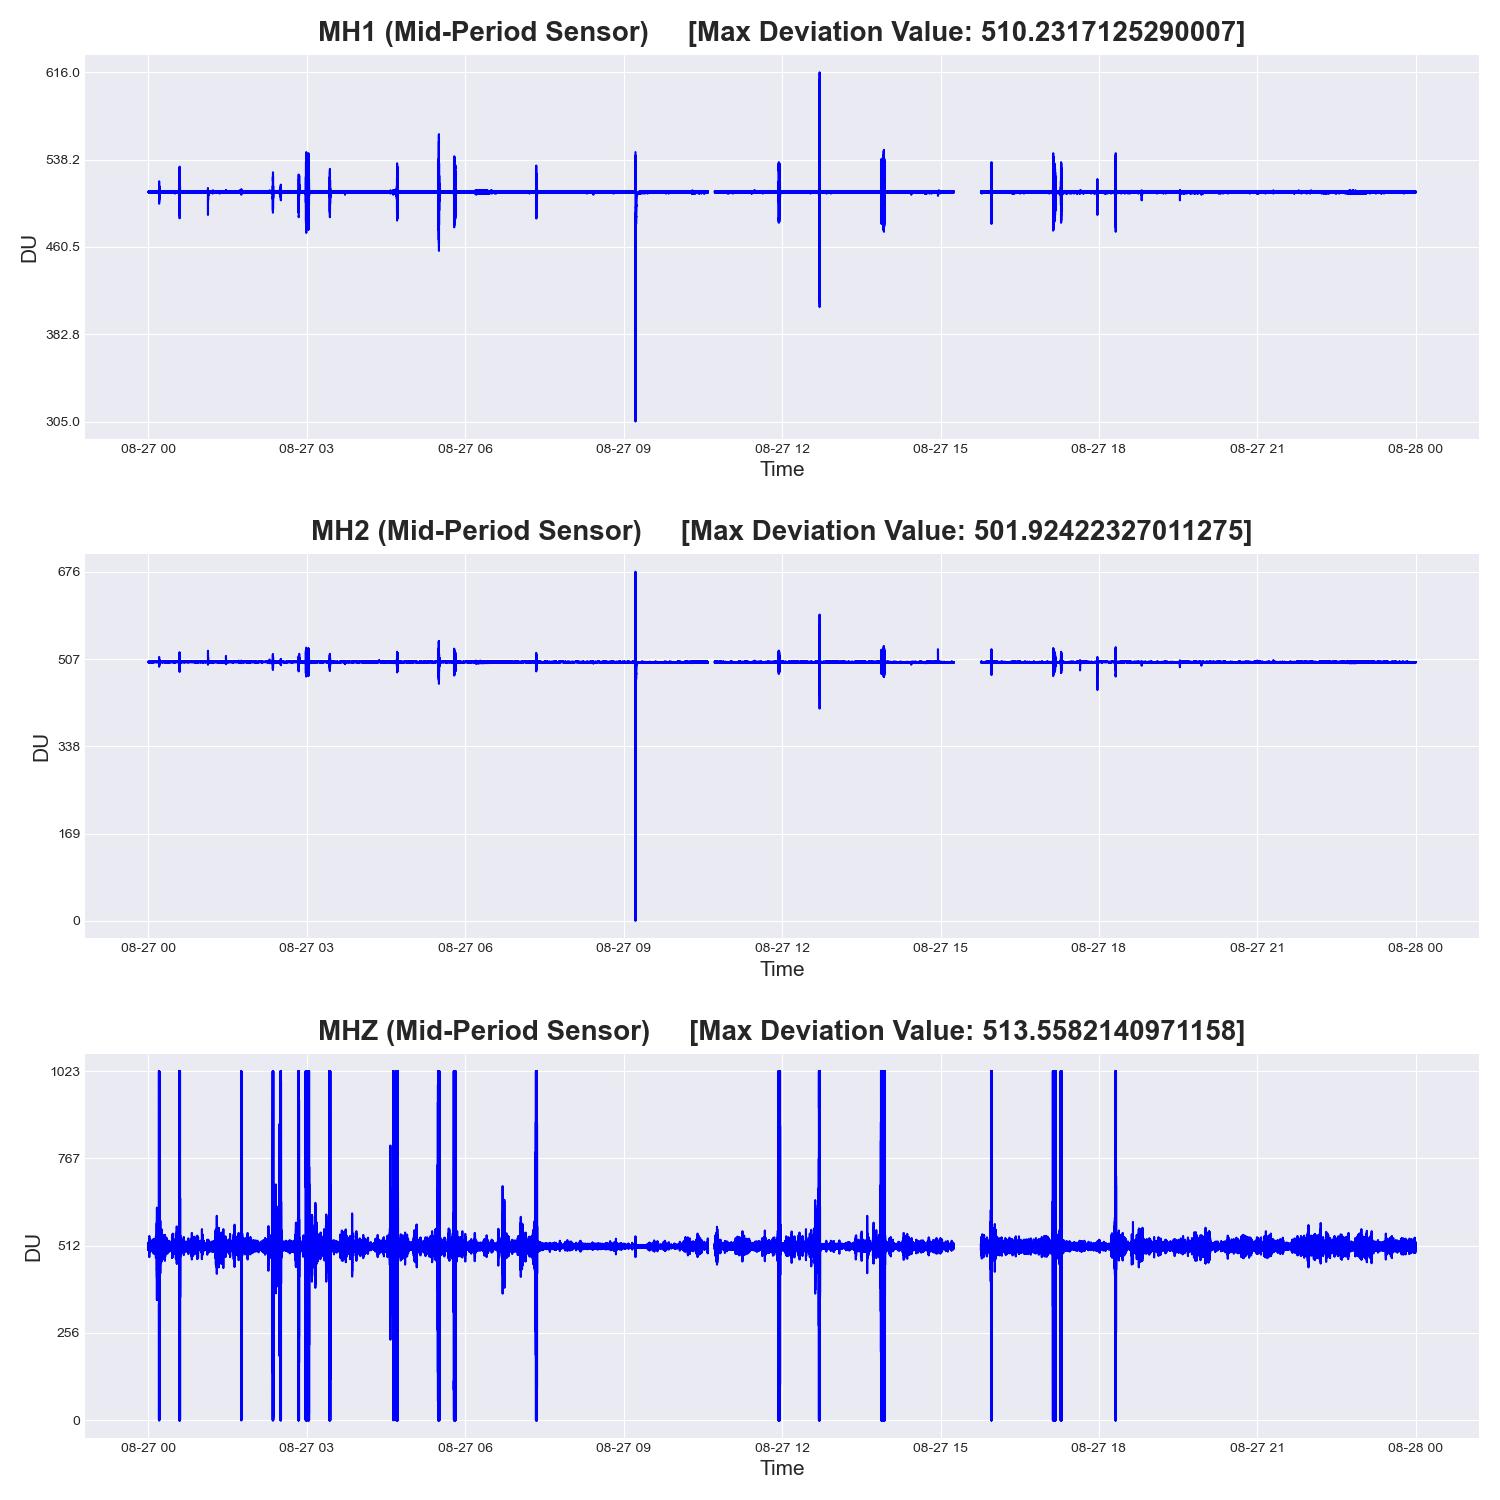 MH1 (Mid-Period Sensor) [Max Deviation Value: 510.2317125290007]
616.0
538.2
460.5
382.8
305.0
DU
08-27 00 08-27 03 08-27 06 08-27 09 08-27 12 08-27 15 08-27 18 08-27 21 08-28 00
Time
MH2 (Mid-Period Sensor) [Max Deviation Value: 501.92422327011275]
676
507
338
169
0
DU
08-27 00 08-27 03 08-27 06 08-27 09 08-27 12 08-27 15 08-27 18 08-27 21 08-28 00
Time
MHZ (Mid-Period Sensor) [Max Deviation Value: 513.5582140971158]
1023
767
512
256
0
DU
08-27 00 08-27 03 08-27 06 08-27 09 08-27 12 08-27 15 08-27 18 08-27 21 08-28 00
Time